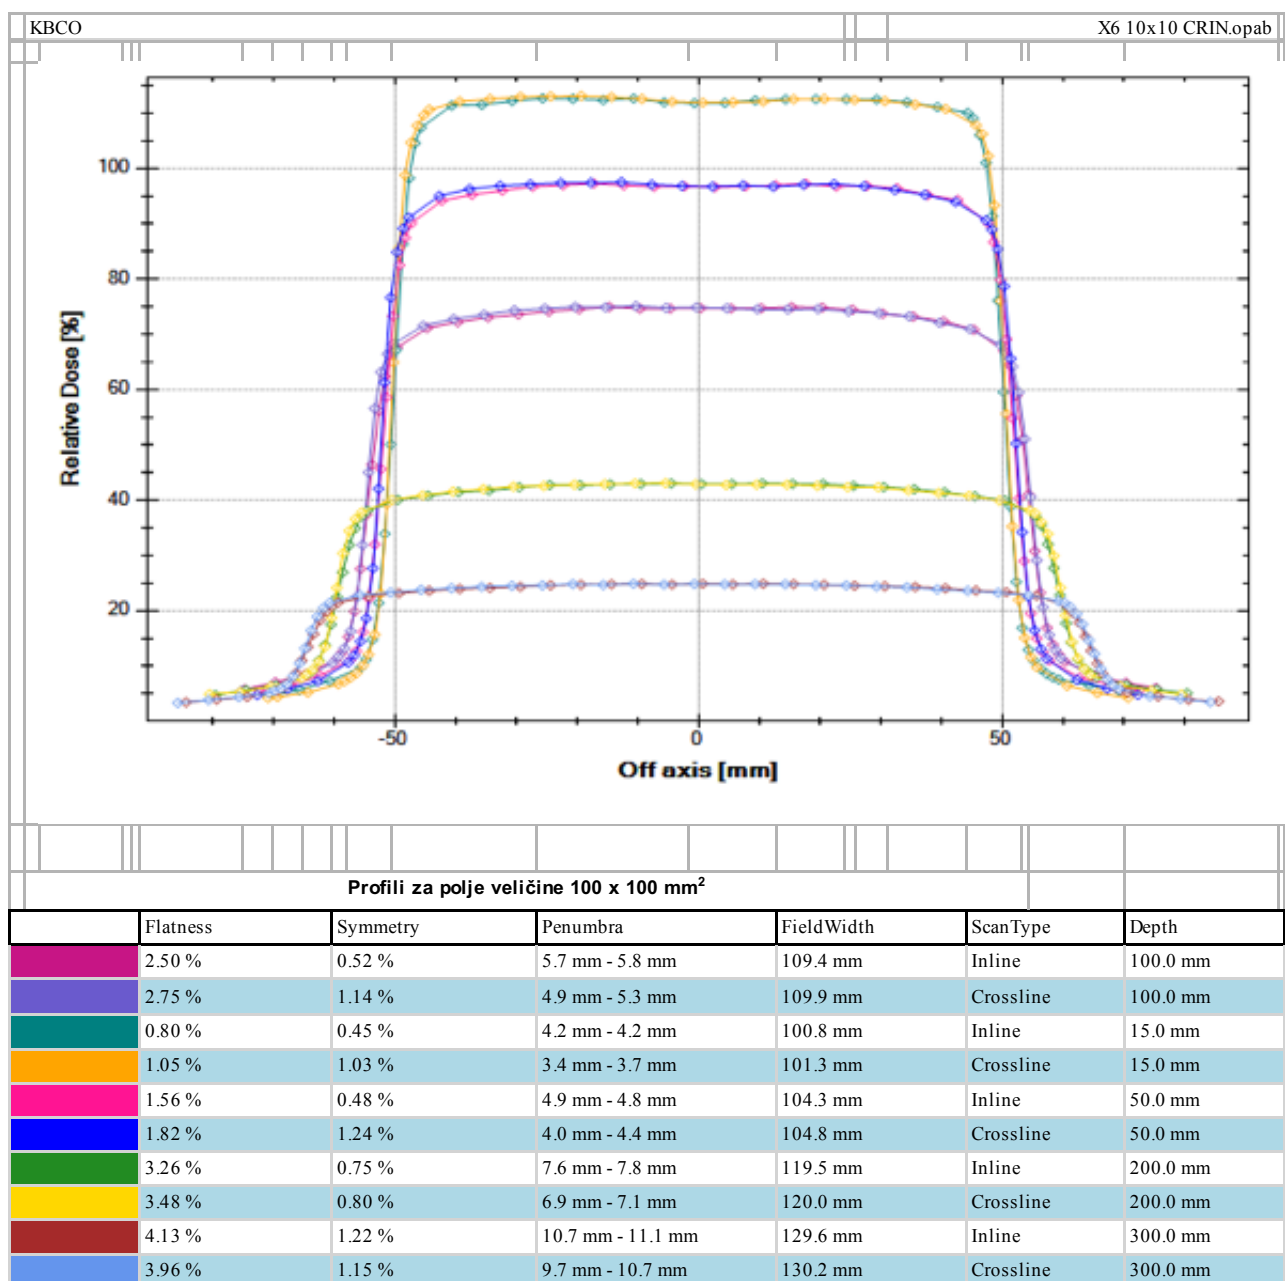 KBCO X6 10x10 CRIN.opab
100
80
60
40
20
Relative Dose [%]
-50 0 50
Off axis [mm]
Profili za polje veličine 100 x 100 mm²
Flatness Symmetry Penumbra FieldWidth ScanType Depth
2.50 % 0.52 % 5.7 mm - 5.8 mm 109.4 mm Inline 100.0 mm
2.75 % 1.14 % 4.9 mm - 5.3 mm 109.9 mm Crossline 100.0 mm
0.80 % 0.45 % 4.2 mm - 4.2 mm 100.8 mm Inline 15.0 mm
1.05 % 1.03 % 3.4 mm - 3.7 mm 101.3 mm Crossline 15.0 mm
1.56 % 0.48 % 4.9 mm - 4.8 mm 104.3 mm Inline 50.0 mm
1.82 % 1.24 % 4.0 mm - 4.4 mm 104.8 mm Crossline 50.0 mm
3.26 % 0.75 % 7.6 mm - 7.8 mm 119.5 mm Inline 200.0 mm
3.48 % 0.80 % 6.9 mm - 7.1 mm 120.0 mm Crossline 200.0 mm
4.13 % 1.22 % 10.7 mm - 11.1 mm 129.6 mm Inline 300.0 mm
3.96 % 1.15 % 9.7 mm - 10.7 mm 130.2 mm Crossline 300.0 mm